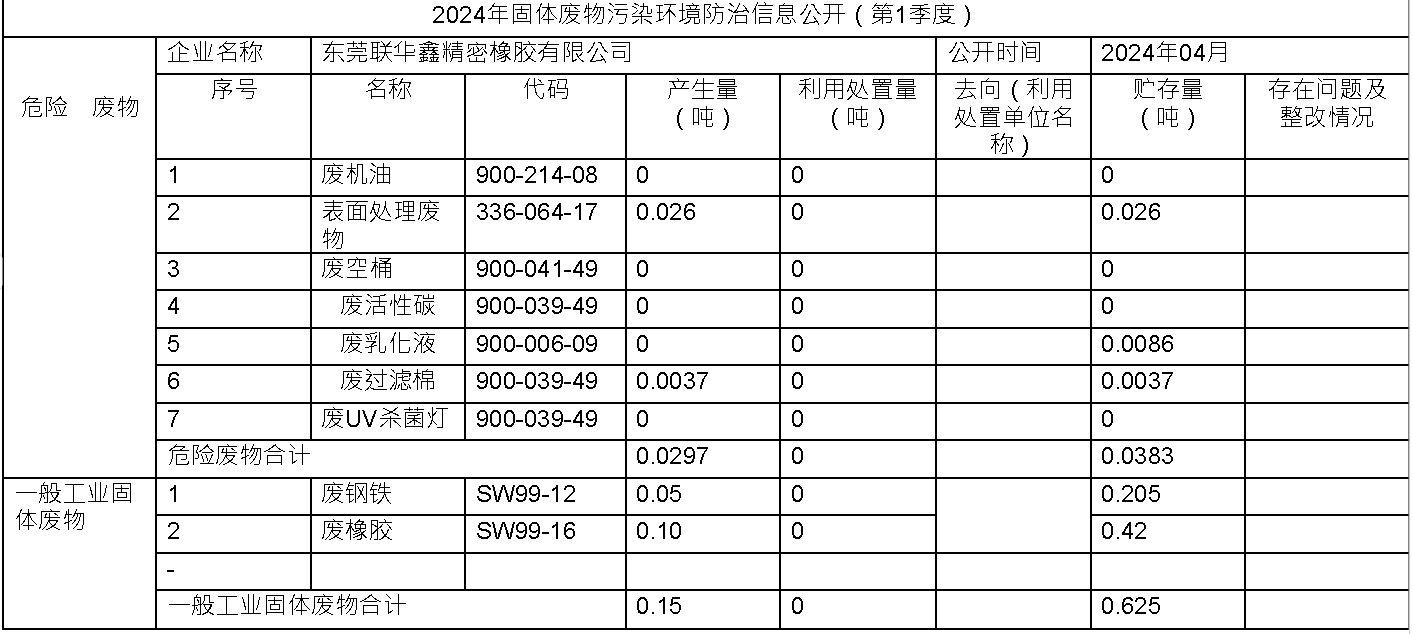 2024年固体废物污染环境防治信息公开（第1季度）
危险 废物
企业名称 东莞联华鑫精密橡胶有限公司 公开时间 2024年04月
序号 名称 代码 产生量（吨） 利用处置量（吨） 去向（利用处置单位名称） 贮存量（吨） 存在问题及整改情况
1 废机油 900-214-08 0 0 0
2 表面处理废物 336-064-17 0.026 0 0.026
3 废空桶 900-041-49 0 0 0
4 废活性碳 900-039-49 0 0 0
5 废乳化液 900-006-09 0 0 0.0086
6 废过滤棉 900-039-49 0.0037 0 0.0037
7 废UV杀菌灯 900-039-49 0 0 0
危险废物合计 0.0297 0 0.0383
一般工业固体废物
1 废钢铁 SW99-12 0.05 0 0.205
2 废橡胶 SW99-16 0.10 0 0.42
-
一般工业固体废物合计 0.15 0 0.625